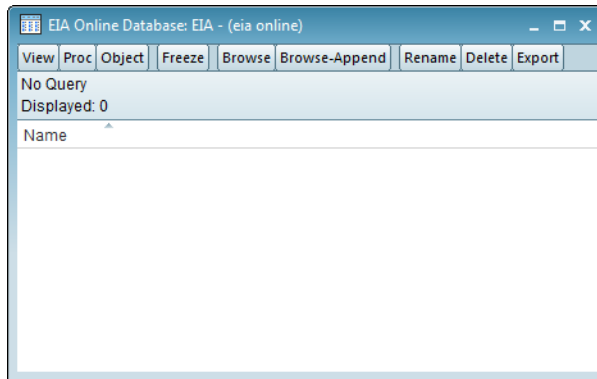 EIA Online Database: EIA - (eia online)
View Proc Object Freeze Browse Browse-Append Rename Delete Export
No Query
Displayed: 0
Name